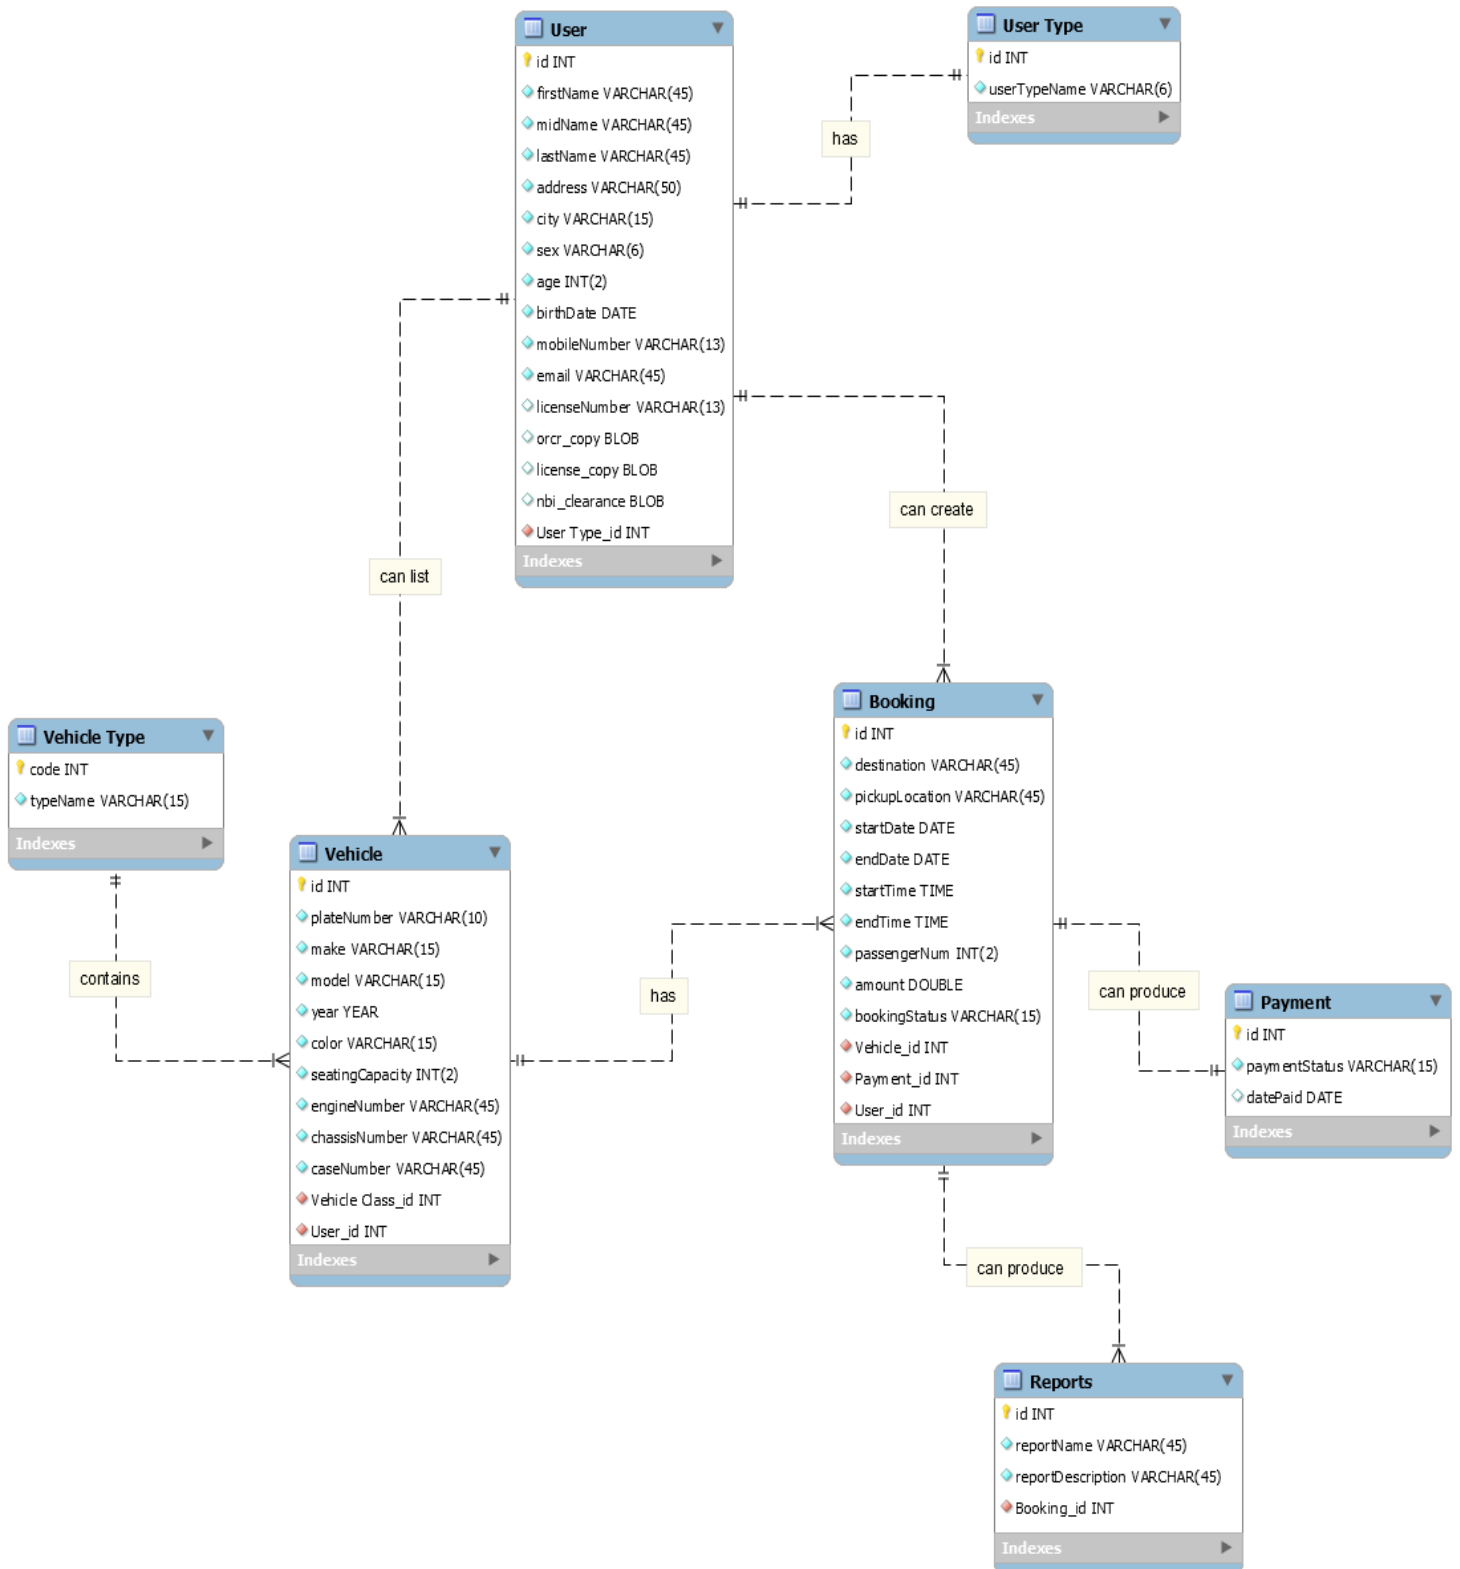 User
id INT
firstName VARCHAR(45)
midName VARCHAR(45)
lastName VARCHAR(45)
address VARCHAR(50)
city VARCHAR(15)
sex VARCHAR(6)
age INT(2)
birthDate DATE
mobileNumber VARCHAR(13)
email VARCHAR(45)
licenseNumber VARCHAR(13)
orcr_copy BLOB
license_copy BLOB
nbi_clearance BLOB
User Type_id INT
Indexes
User Type
id INT
userTypeName VARCHAR(6)
Indexes
has
can list
can create
Vehicle Type
code INT
typeName VARCHAR(15)
Indexes
contains
Vehicle
id INT
plateNumber VARCHAR(10)
make VARCHAR(15)
model VARCHAR(15)
year YEAR
color VARCHAR(15)
seatingCapacity INT(2)
engineNumber VARCHAR(45)
chassisNumber VARCHAR(45)
caseNumber VARCHAR(45)
Vehicle Class_id INT
User_id INT
Indexes
has
Booking
id INT
destination VARCHAR(45)
pickupLocation VARCHAR(45)
startDate DATE
endDate DATE
startTime TIME
endTime TIME
passengerNum INT(2)
amount DOUBLE
bookingStatus VARCHAR(15)
Vehicle_id INT
Payment_id INT
User_id INT
Indexes
can produce
Payment
id INT
paymentStatus VARCHAR(15)
datePaid DATE
Indexes
can produce
Reports
id INT
reportName VARCHAR(45)
reportDescription VARCHAR(45)
Booking_id INT
Indexes